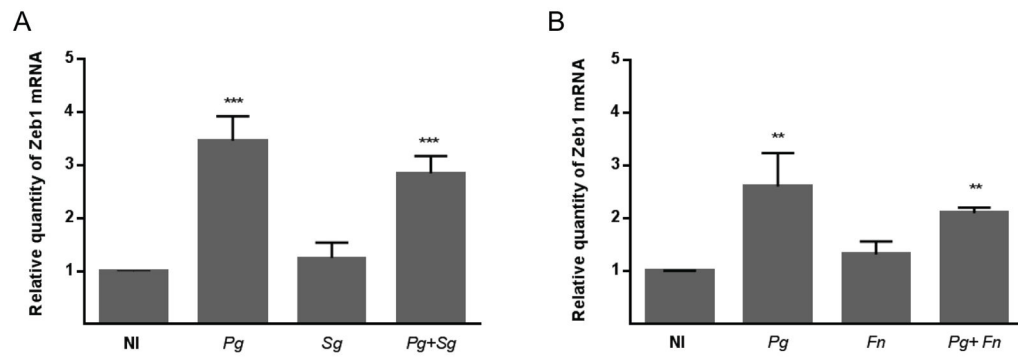 A
Relative quantity of Zeb1 mRNA
5
4
3
2
1
***
***
NI
Pg
Sg
Pg+Sg
B
Relative quantity of Zeb1 mRNA
5
4
3
2
1
**
**
NI
Pg
Fn
Pg+ Fn